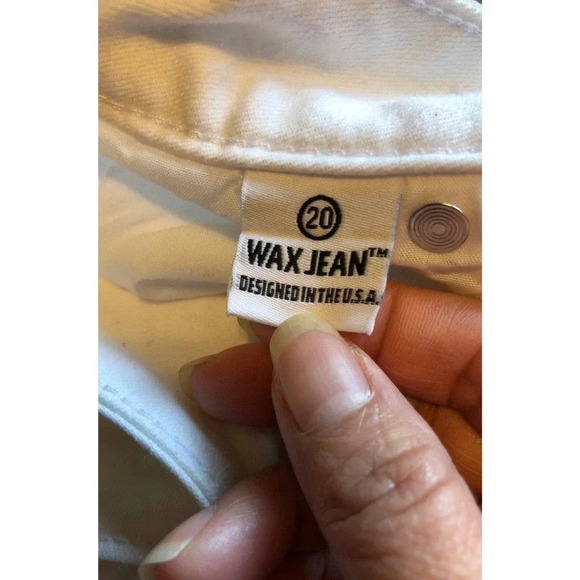 20
WAX JEAN™
DESIGNED IN THE U.S.A.